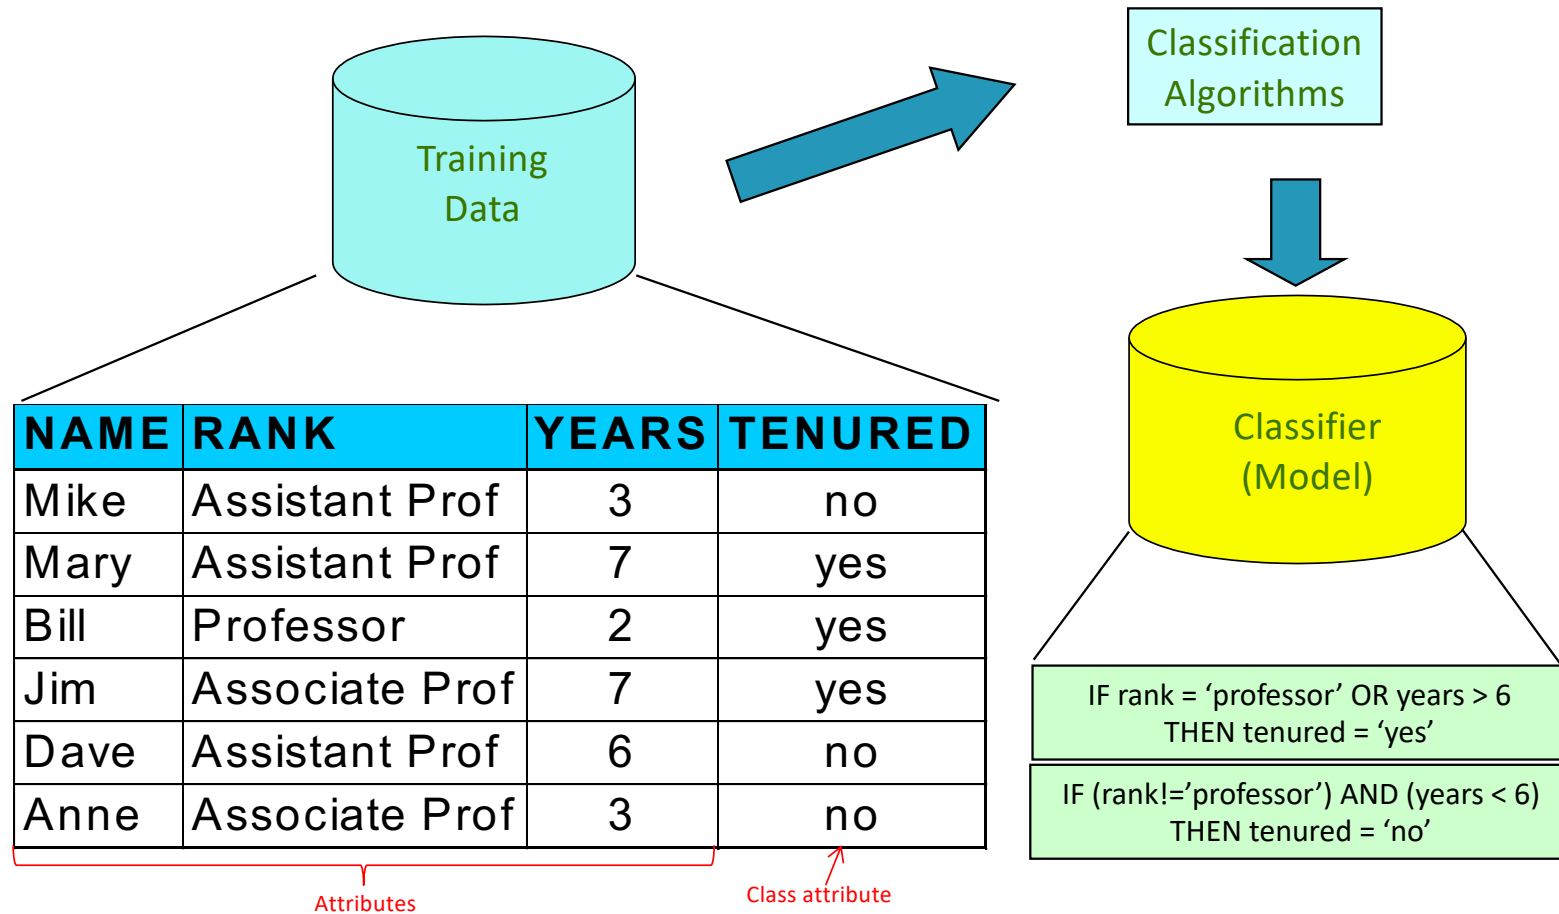 Training
Data
Classification
Algorithms
NAME RANK YEARS TENURED
Mike Assistant Prof 3 no
Mary Assistant Prof 7 yes
Bill Professor 2 yes
Jim Associate Prof 7 yes
Dave Assistant Prof 6 no
Anne Associate Prof 3 no
Attributes
Class attribute
Classifier
(Model)
IF rank = ‘professor’ OR years > 6
THEN tenured = ‘yes’
IF (rank!=’professor’) AND (years < 6)
THEN tenured = ‘no’